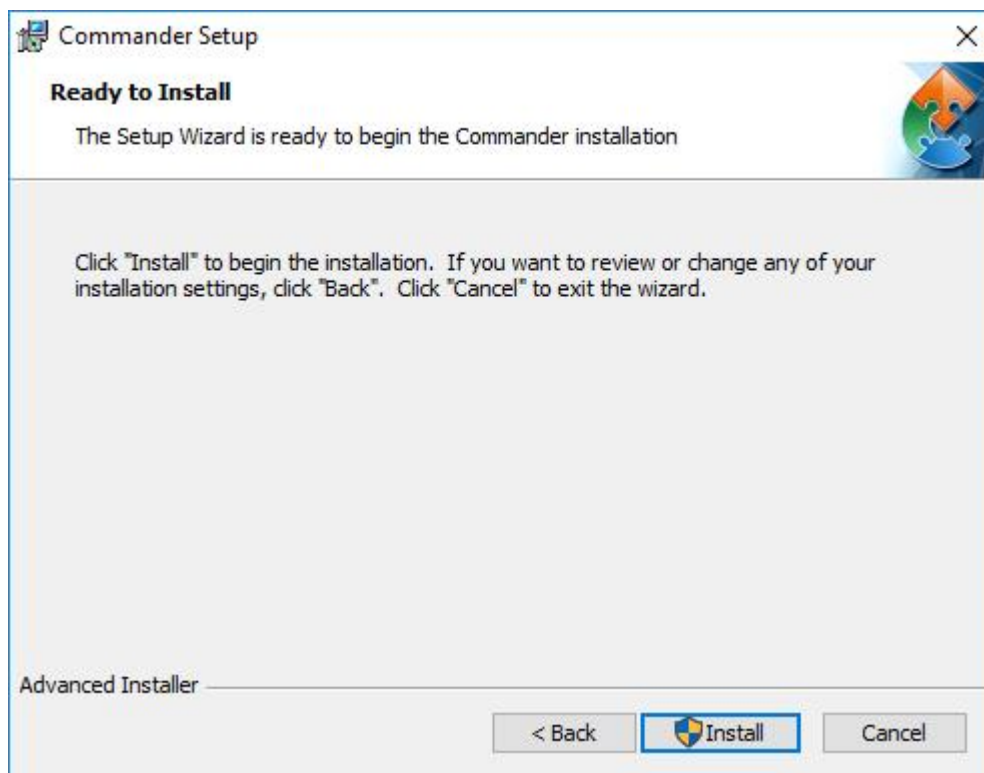 Commander Setup
Ready to Install
The Setup Wizard is ready to begin the Commander installation
Click "Install" to begin the installation.  If you want to review or change any of your
installation settings, click "Back".  Click "Cancel" to exit the wizard.
Advanced Installer
< Back
Install
Cancel